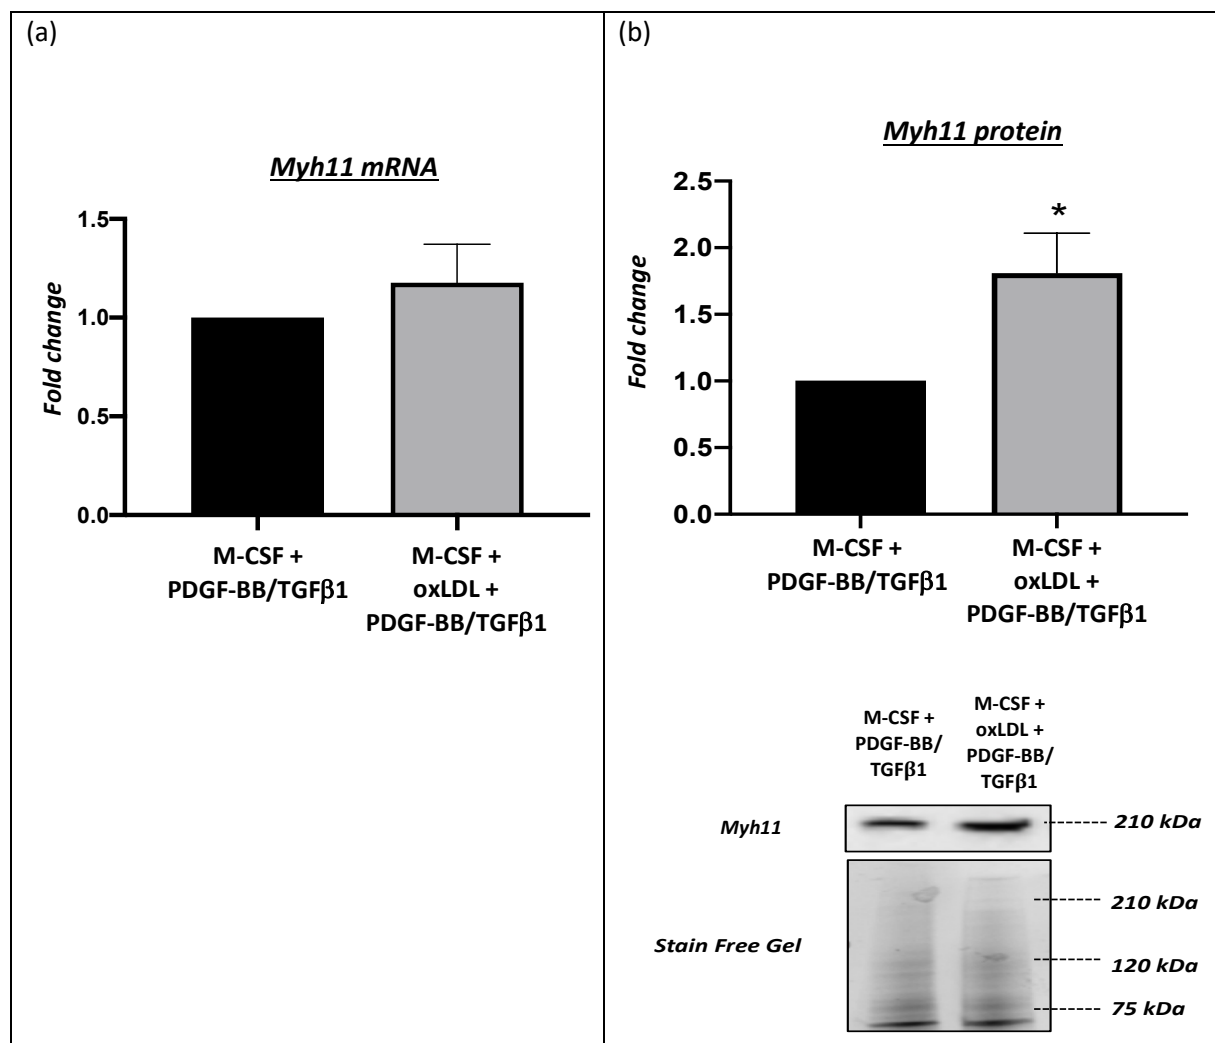 (a)
Myh11 mRNA
Fold change
1.5
1.0
0.5
0.0
M-CSF +
PDGF-BB/TGFβ1
M-CSF +
oxLDL +
PDGF-BB/TGFβ1
(b)
Myh11 protein
Fold change
2.5
2.0
1.5
1.0
0.5
0.0
*
M-CSF +
PDGF-BB/TGFβ1
M-CSF +
oxLDL +
PDGF-BB/TGFβ1
M-CSF +
PDGF-BB/
TGFβ1
M-CSF +
oxLDL +
PDGF-BB/
TGFβ1
Myh11
210 kDa
Stain Free Gel
210 kDa
120 kDa
75 kDa